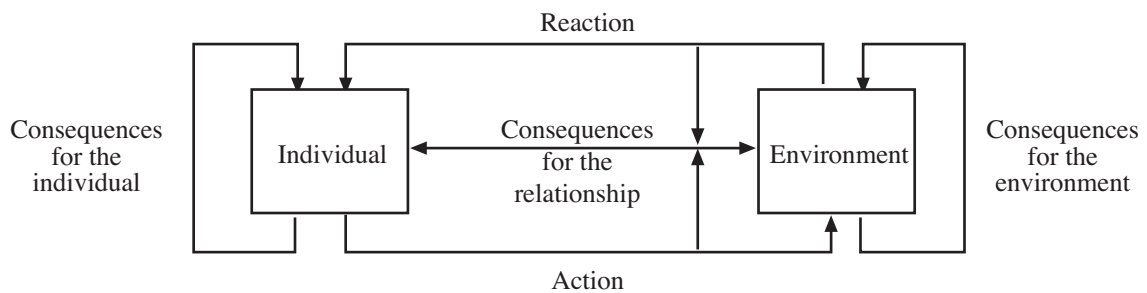 Reaction
Consequences
for the
individual
Individual
Consequences
for the
relationship
Environment
Consequences
for the
environment
Action